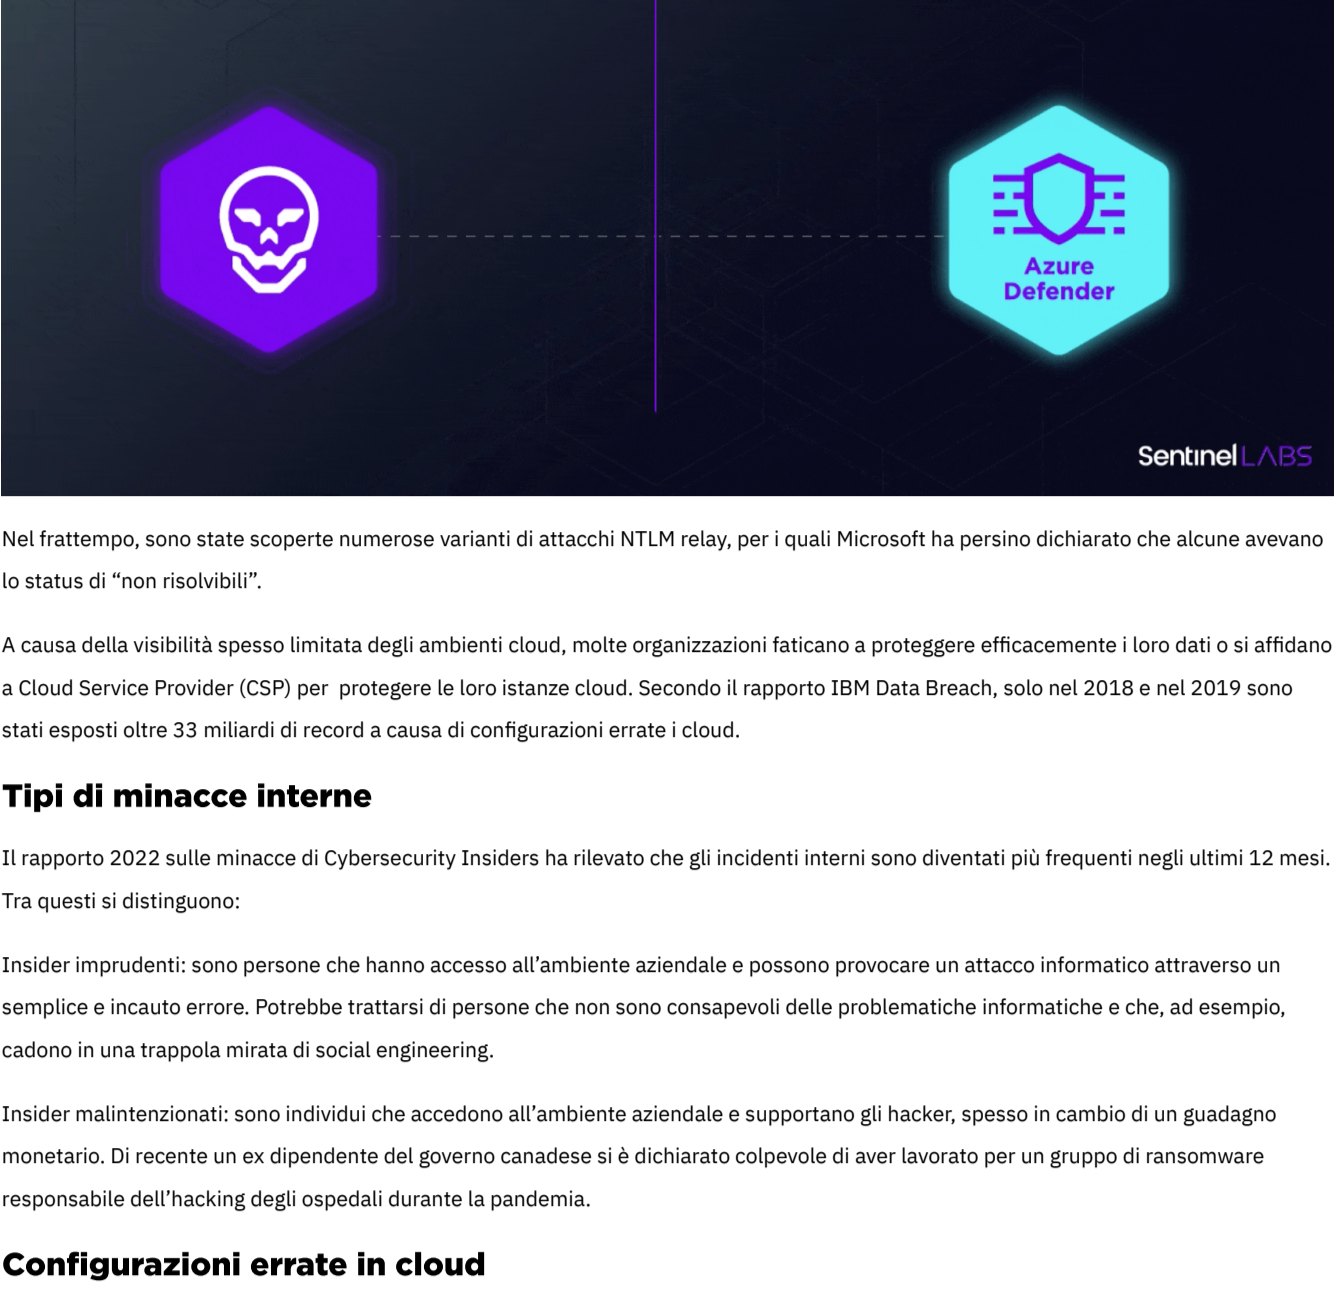 Azure
Defender
Sentinel LABS
Nel frattempo, sono state scoperte numerose varianti di attacchi NTLM relay, per i quali Microsoft ha persino dichiarato che alcune avevano
lo status di “non risolvibili”.
A causa della visibilità spesso limitata degli ambienti cloud, molte organizzazioni faticano a proteggere efficacemente i loro dati o si affidano
a Cloud Service Provider (CSP) per  protegere le loro istanze cloud. Secondo il rapporto IBM Data Breach, solo nel 2018 e nel 2019 sono
stati esposti oltre 33 miliardi di record a causa di configurazioni errate i cloud.
Tipi di minacce interne
Il rapporto 2022 sulle minacce di Cybersecurity Insiders ha rilevato che gli incidenti interni sono diventati più frequenti negli ultimi 12 mesi.
Tra questi si distinguono:
Insider imprudenti: sono persone che hanno accesso all’ambiente aziendale e possono provocare un attacco informatico attraverso un
semplice e incauto errore. Potrebbe trattarsi di persone che non sono consapevoli delle problematiche informatiche e che, ad esempio,
cadono in una trappola mirata di social engineering.
Insider malintenzionati: sono individui che accedono all’ambiente aziendale e supportano gli hacker, spesso in cambio di un guadagno
monetario. Di recente un ex dipendente del governo canadese si è dichiarato colpevole di aver lavorato per un gruppo di ransomware
responsabile dell’hacking degli ospedali durante la pandemia.
Configurazioni errate in cloud